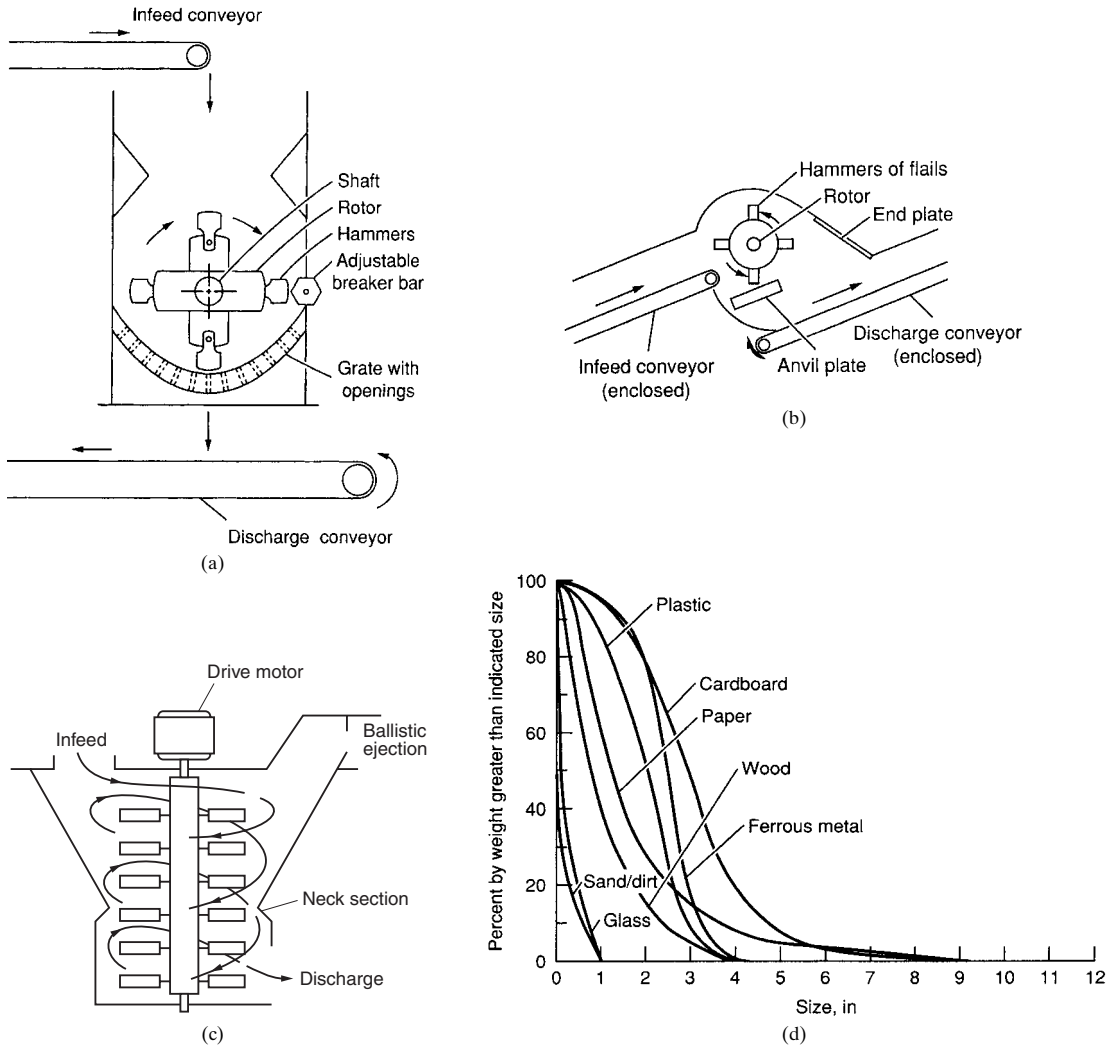 Infeed conveyor
Shaft
Rotor
Hammers
Adjustable
breaker bar
Grate with
openings
Discharge conveyor
(a)
Hammers of flails
Rotor
End plate
Infeed conveyor
(enclosed)
Anvil plate
Discharge conveyor
(enclosed)
(b)
Drive motor
Infeed
Ballistic
ejection
Neck section
Discharge
(c)
Percent by weight greater than indicated size
100
80
60
40
20
0
Plastic
Cardboard
Paper
Wood
Ferrous metal
Sand/dirt
Glass
0 1 2 3 4 5 6 7 8 9 10 11 12
Size, in
(d)